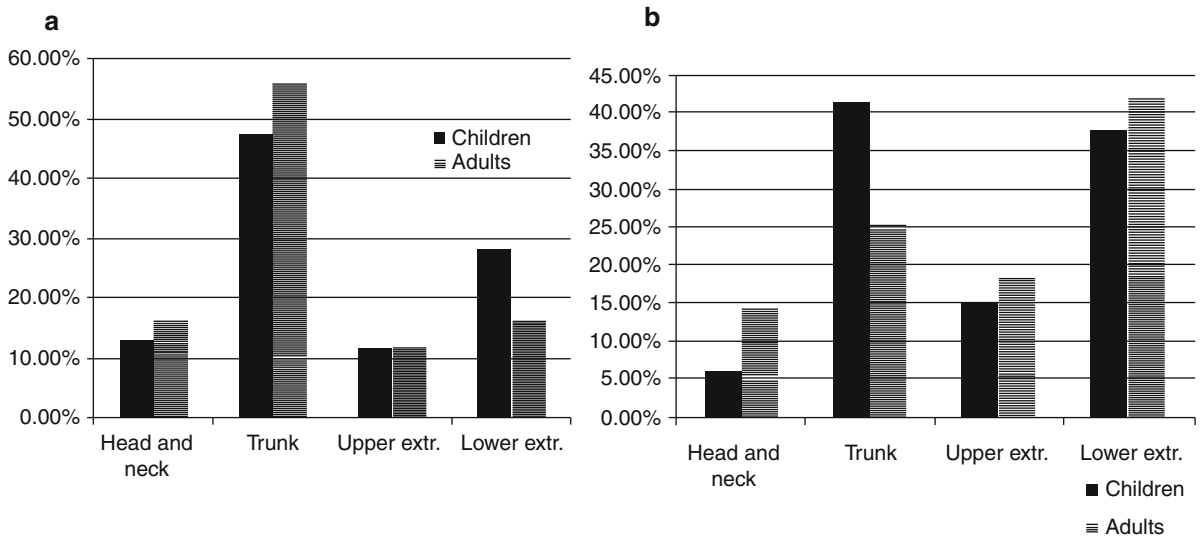 a
60.00%
50.00%
40.00%
30.00%
20.00%
10.00%
0.00%
Children
Adults
Head and
neck
Trunk
Upper extr.
Lower extr.
b
45.00%
40.00%
35.00%
30.00%
25.00%
20.00%
15.00%
10.00%
5.00%
0.00%
Head and
neck
Trunk
Upper extr.
Lower extr.
Children
Adults